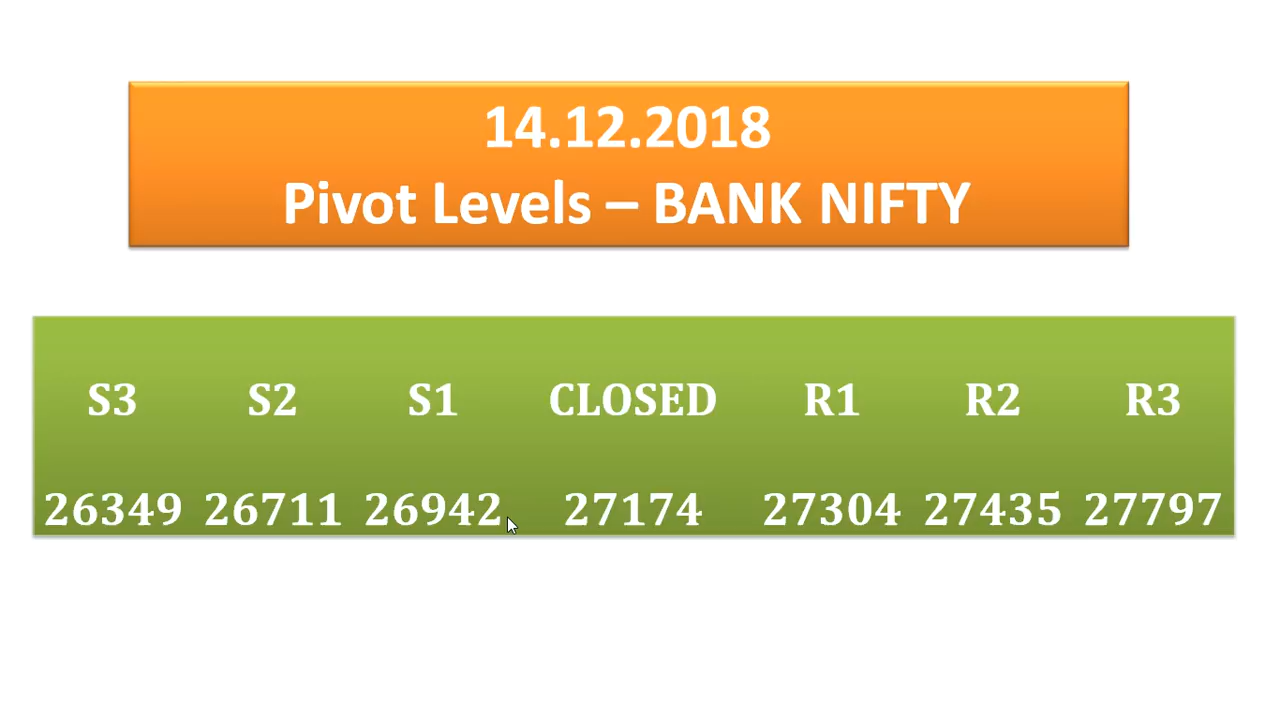 14.12.2018
Pivot Levels – BANK NIFTY
S3 S2 S1 CLOSED R1 R2 R3
26349 26711 26942 27174 27304 27435 27797